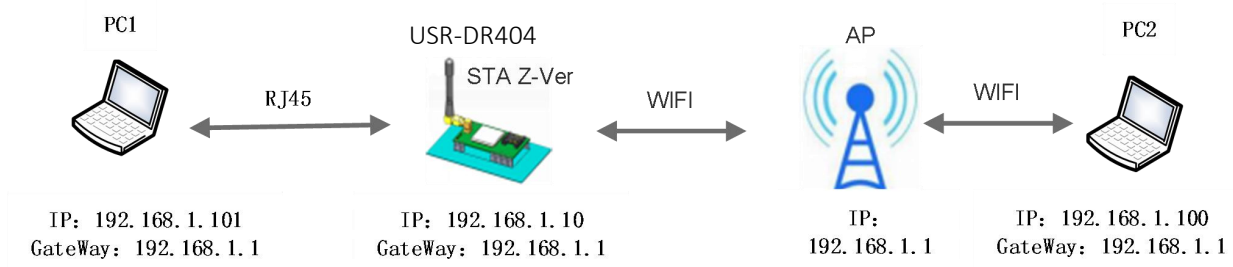 PC1
USR-DR404
AP
PC2
STA Z-Ver
RJ45
WIFI
WIFI
IP: 192.168.1.101
GateWay: 192.168.1.1
IP: 192.168.1.10
GateWay: 192.168.1.1
IP:
192.168.1.1
IP: 192.168.1.100
GateWay: 192.168.1.1